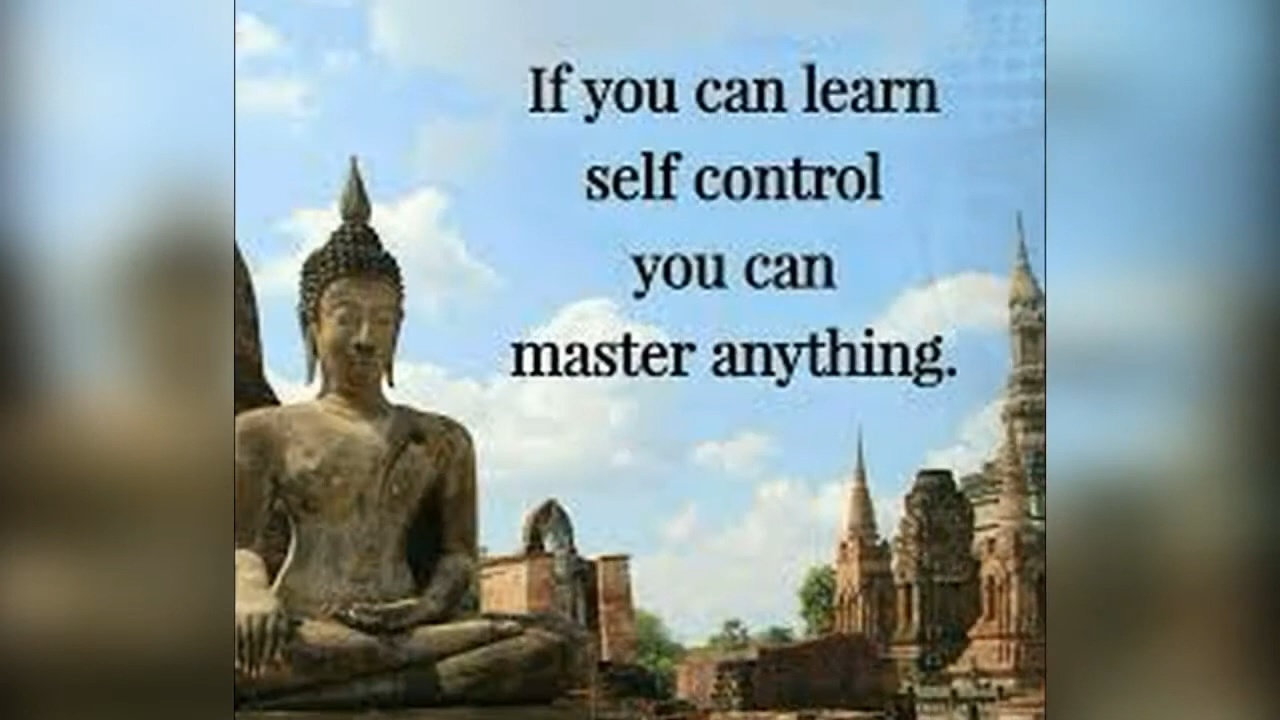 If you can learn
self control
you can
master anything.